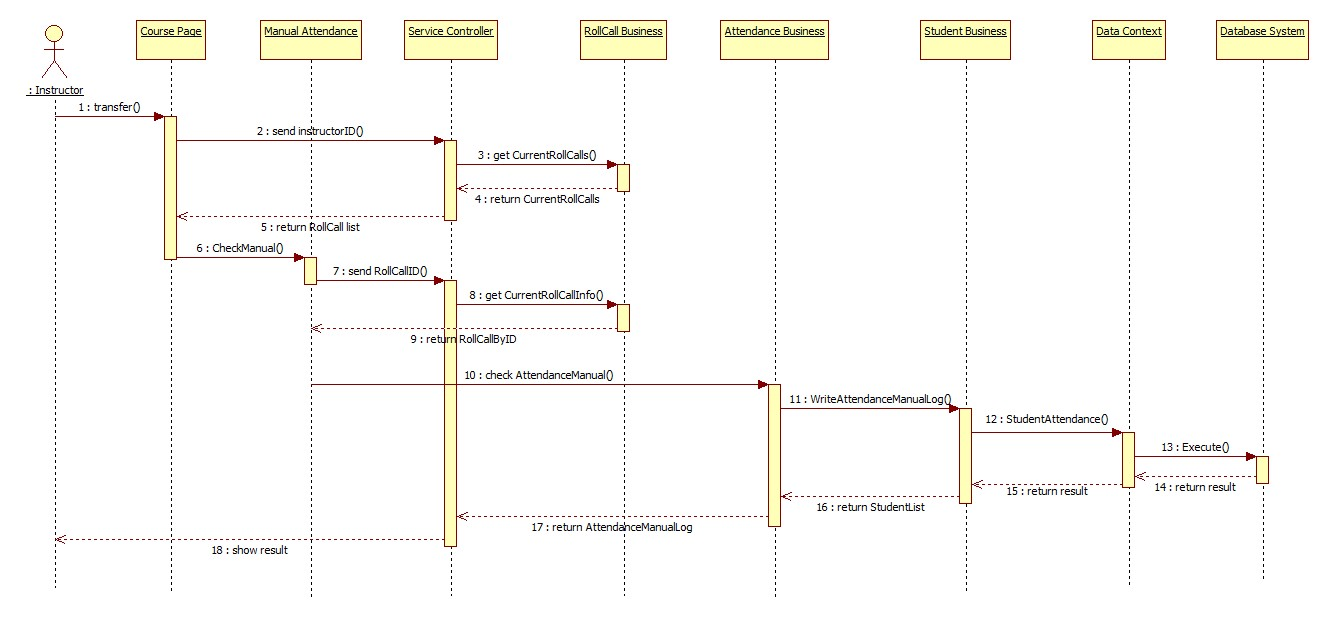 Course Page
Manual Attendance
Service Controller
RollCall Business
Attendance Business
Student Business
Data Context
Database System
: Instructor
1 : transfer()
2 : send instructorID()
3 : get CurrentRollCalls()
4 : return CurrentRollCalls
5 : return RollCall list
6 : CheckManual()
7 : send RollCallID()
8 : get CurrentRollCallInfo()
9 : return RollCallByID
10 : check AttendanceManual()
11 : WriteAttendanceManualLog()
12 : StudentAttendance()
13 : Execute()
14 : return result
15 : return result
16 : return StudentList
17 : return AttendanceManualLog
18 : show result